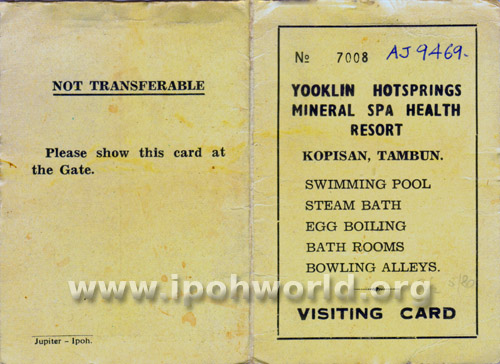 NOT TRANSFERABLE
Please show this card at
the Gate.
Jupiter – Ipoh.
№ 7008 AJ 9469.
YOOKLIN HOTSPRINGS
MINERAL SPA HEALTH
RESORT
KOPISAN, TAMBUN.
SWIMMING POOL
STEAM BATH
EGG BOILING
BATH ROOMS
BOWLING ALLEYS.
VISITING CARD
www.ipohworld.org